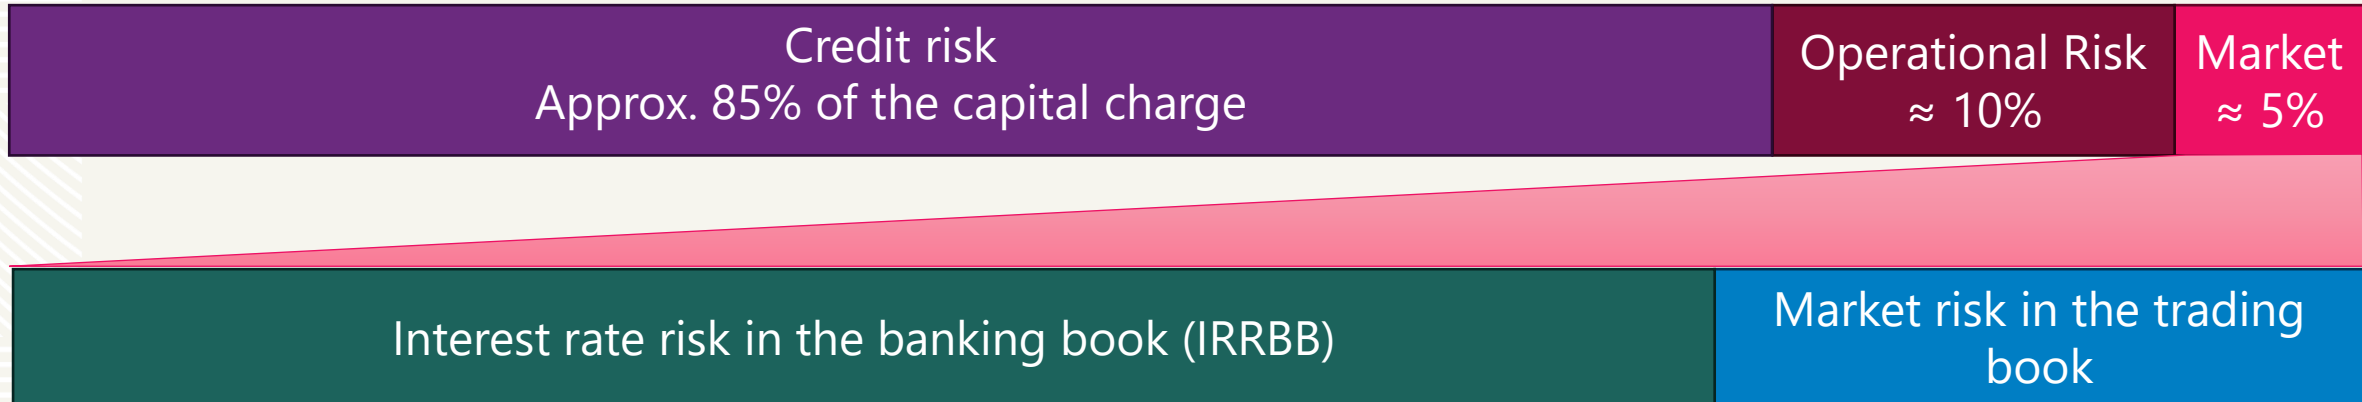 Credit risk
Approx. 85% of the capital charge
Operational Risk
≈ 10%
Market
≈ 5%
Interest rate risk in the banking book (IRRBB)
Market risk in the trading
book